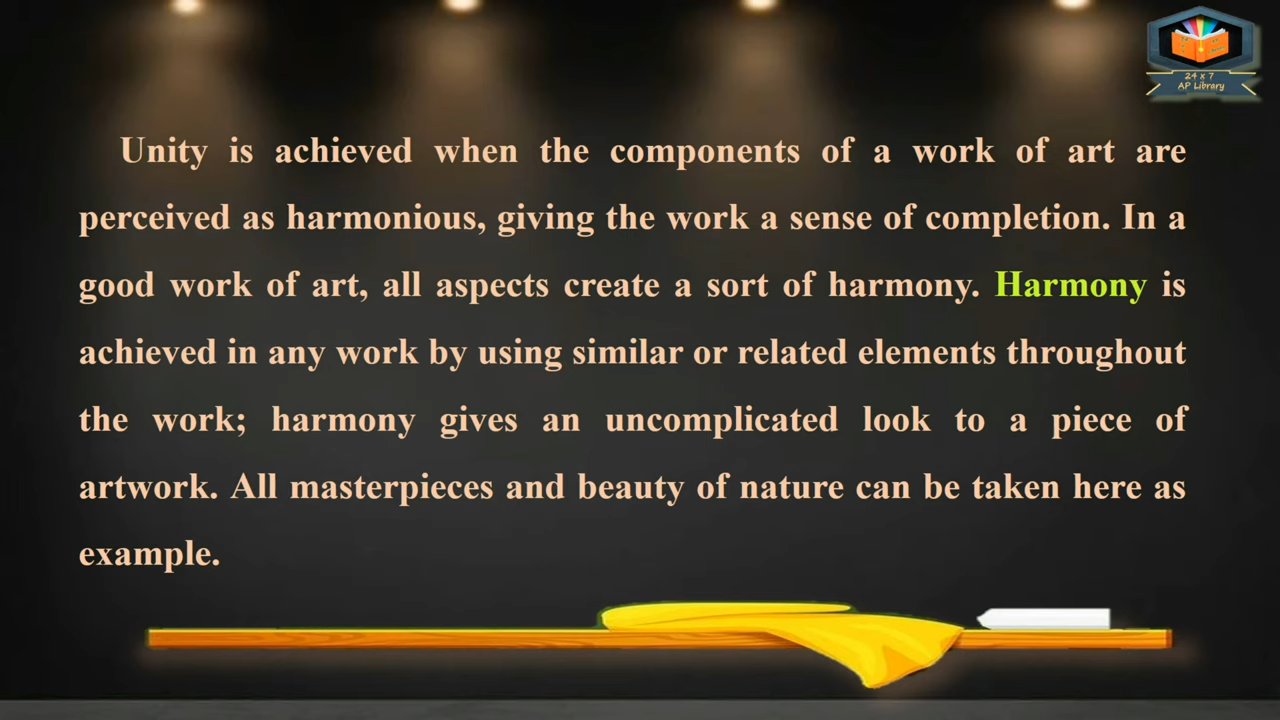 24 x 7
AP Library
Unity is achieved when the components of a work of art are
perceived as harmonious, giving the work a sense of completion. In a
good work of art, all aspects create a sort of harmony. Harmony is
achieved in any work by using similar or related elements throughout
the work; harmony gives an uncomplicated look to a piece of
artwork. All masterpieces and beauty of nature can be taken here as
example.